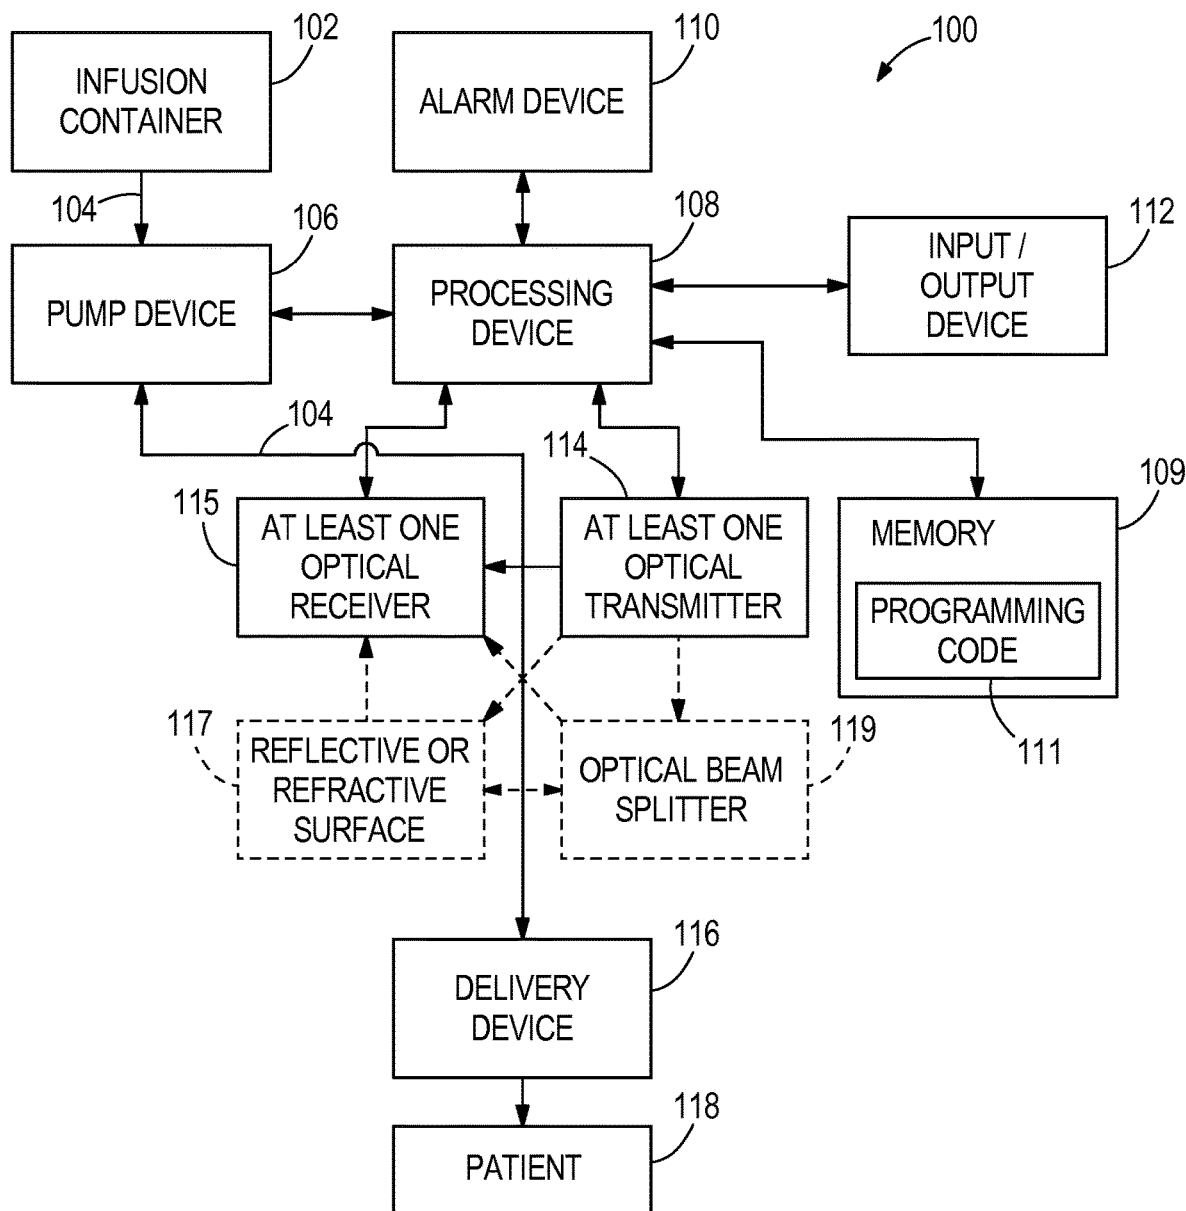 102
INFUSION
CONTAINER
110
ALARM DEVICE
100
104
106
PUMP DEVICE
108
PROCESSING
DEVICE
112
INPUT /
OUTPUT
DEVICE
104
115
AT LEAST ONE
OPTICAL
RECEIVER
114
AT LEAST ONE
OPTICAL
TRANSMITTER
109
MEMORY
PROGRAMMING
CODE
111
117
REFLECTIVE OR
REFRACTIVE
SURFACE
119
OPTICAL BEAM
SPLITTER
116
DELIVERY
DEVICE
118
PATIENT